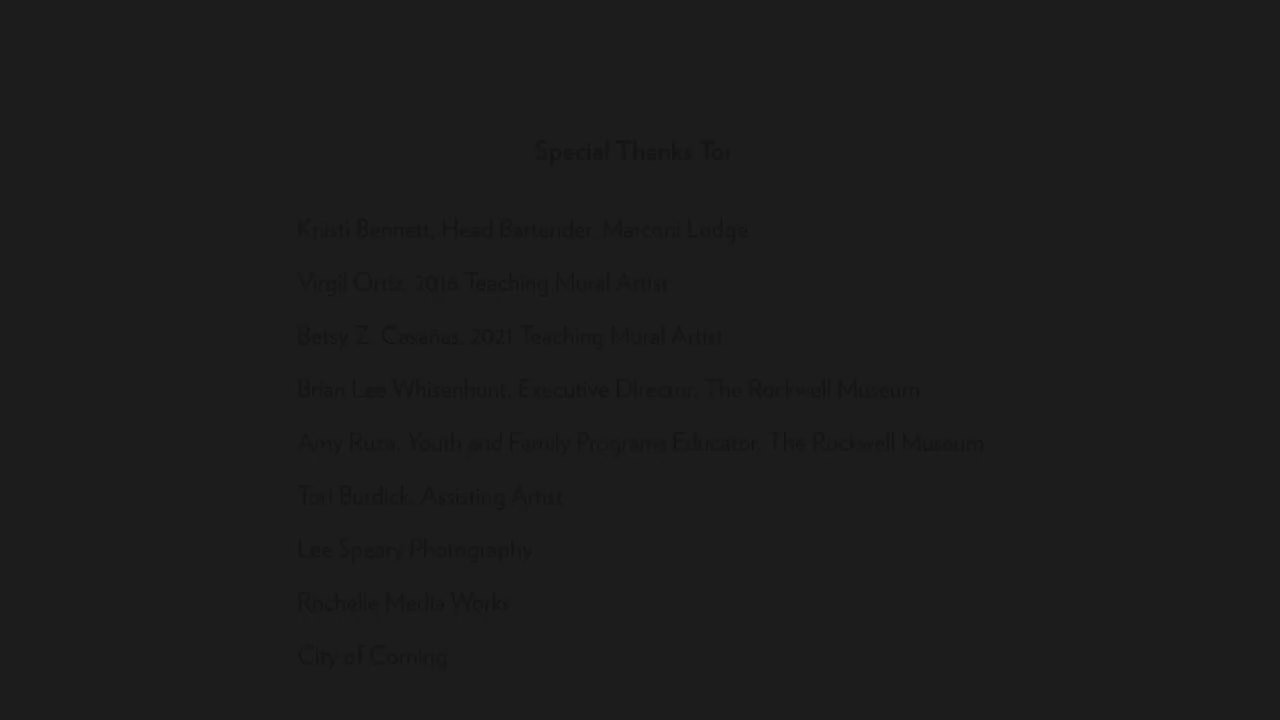 Special Thanks To:
Kristi Bennett, Head Bartender, Marconi Lodge
Virgil Ortiz, 2016 Teaching Mural Artist
Betsy Z. Casañas, 2021 Teaching Mural Artist
Brian Lee Whisenhunt, Executive Director, The Rockwell Museum
Amy Ruza, Youth and Family Programs Educator, The Rockwell Museum
Tori Burdick, Assisting Artist
Lee Speary Photography
Rochelle Media Works
City of Corning